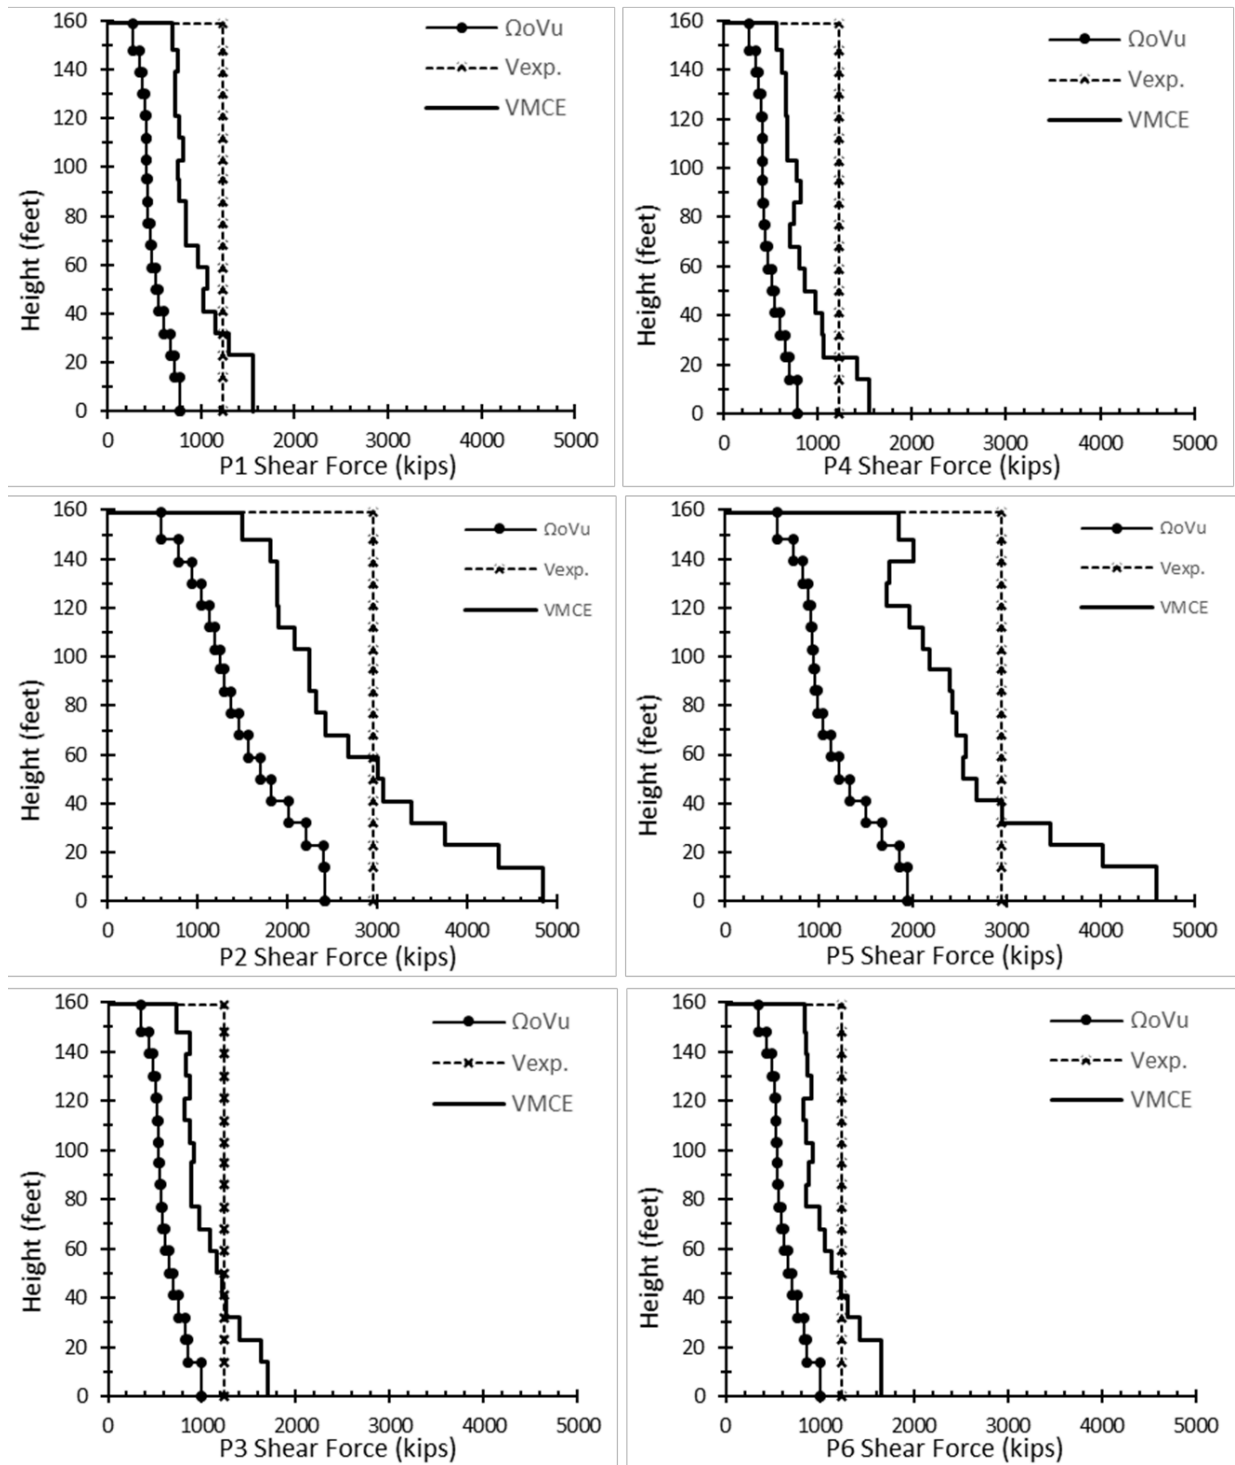 160
140
120
100
80
60
40
20
0
Height (feet)
ΩoVu
Vexp.
VMCE
0 1000 2000 3000 4000 5000
P1 Shear Force (kips)
160
140
120
100
80
60
40
20
0
Height (feet)
ΩoVu
Vexp.
VMCE
0 1000 2000 3000 4000 5000
P4 Shear Force (kips)
160
140
120
100
80
60
40
20
0
Height (feet)
ΩoVu
Vexp.
VMCE
0 1000 2000 3000 4000 5000
P2 Shear Force (kips)
160
140
120
100
80
60
40
20
0
Height (feet)
ΩoVu
Vexp.
VMCE
0 1000 2000 3000 4000 5000
P5 Shear Force (kips)
160
140
120
100
80
60
40
20
0
Height (feet)
ΩoVu
Vexp.
VMCE
0 1000 2000 3000 4000 5000
P3 Shear Force (kips)
160
140
120
100
80
60
40
20
0
Height (feet)
ΩoVu
Vexp.
VMCE
0 1000 2000 3000 4000 5000
P6 Shear Force (kips)